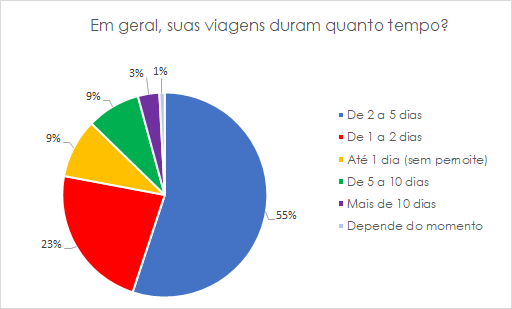 Em geral, suas viagens duram quanto tempo?
3%
1%
9%
9%
23%
55%
De 2 a 5 dias
De 1 a 2 dias
Até 1 dia (sem pernoite)
De 5 a 10 dias
Mais de 10 dias
Depende do momento